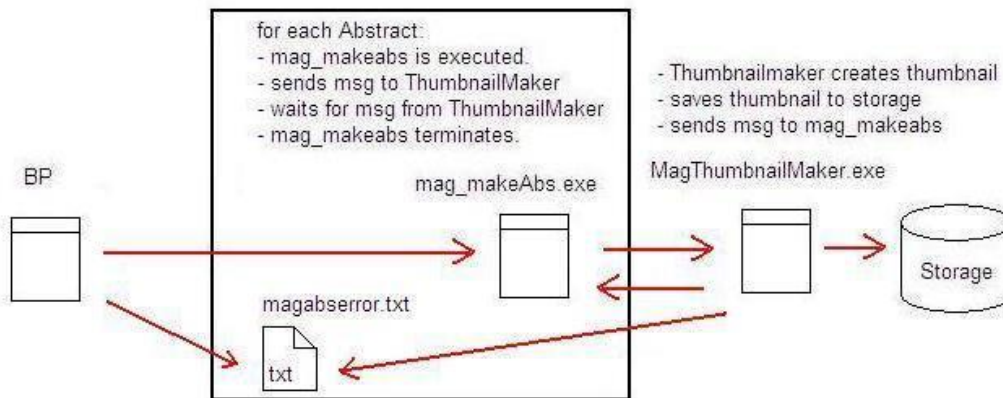 for each Abstract:
- mag_makeabs is executed.
- sends msg to ThumbnailMaker
- waits for msg from ThumbnailMaker
- mag_makeabs terminates.
- Thumbnailmaker creates thumbnail
- saves thumbnail to storage
- sends msg to mag_makeabs
BP
mag_makeAbs.exe
MagThumbnailMaker.exe
Storage
magabserror.txt
txt